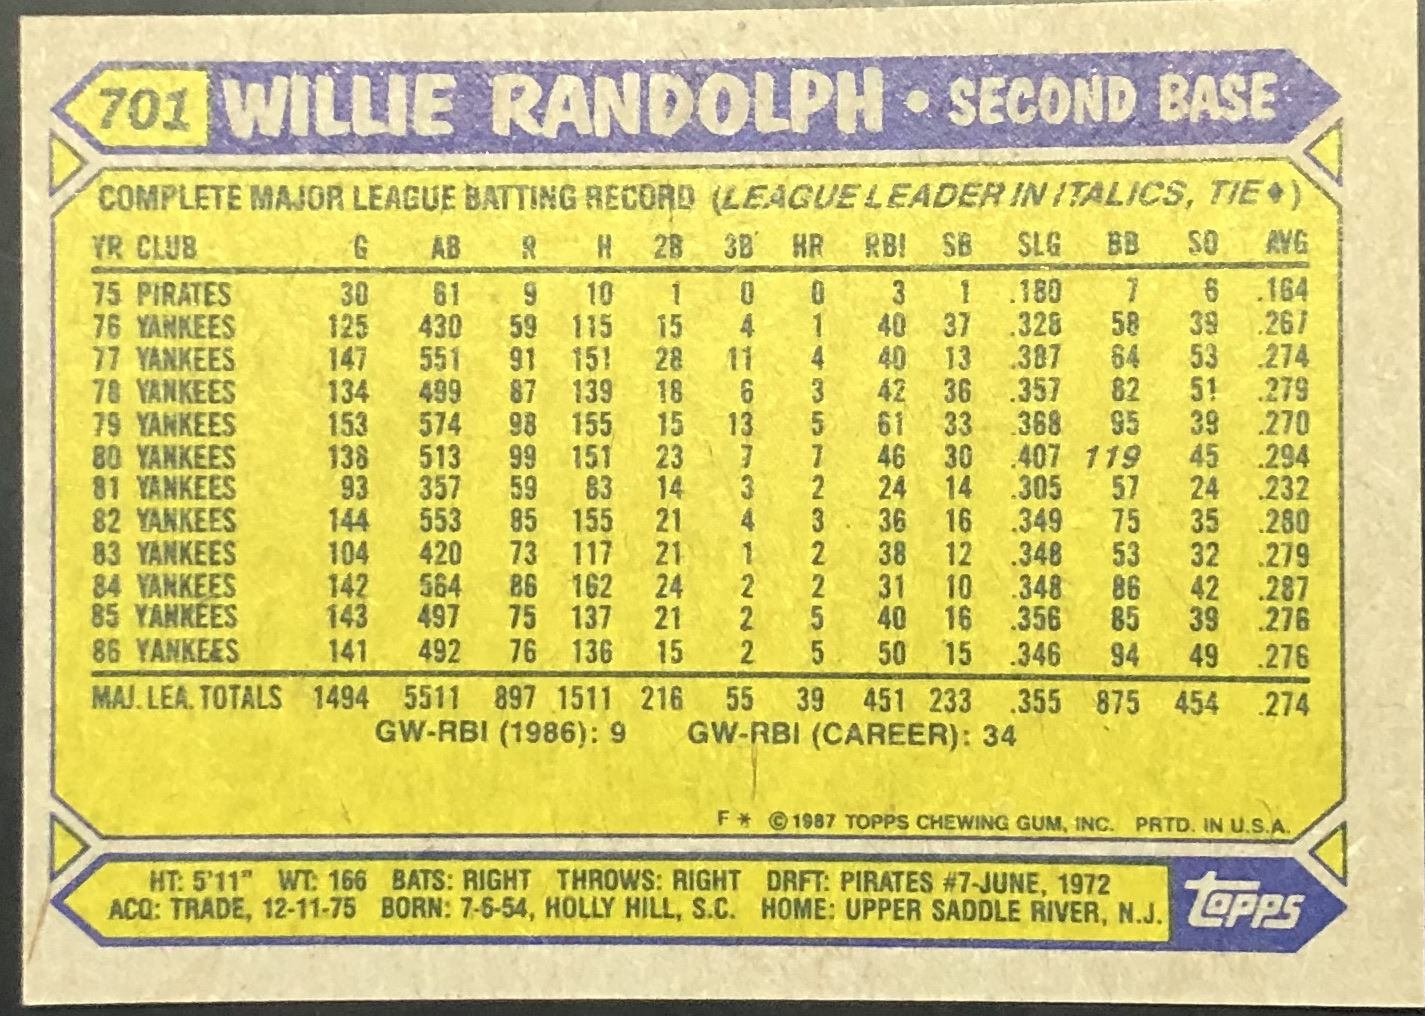 701 WILLIE RANDOLPH • SECOND BASE
COMPLETE MAJOR LEAGUE BATTING RECORD (LEAGUE LEADER IN ITALICS, TIE♦)
YR CLUB G AB R H 2B 3B HR RBI SB SLG BB SO AVG
75 PIRATES 30 61 9 10 1 0 0 3 1 .180 7 6 .164
76 YANKEES 125 430 59 115 15 4 1 40 37 .328 58 39 .267
77 YANKEES 147 551 91 151 28 11 4 40 13 .387 64 53 .274
78 YANKEES 134 499 87 139 18 6 3 42 36 .357 82 51 .279
79 YANKEES 153 574 98 155 15 13 5 61 33 .368 95 39 .270
80 YANKEES 138 513 99 151 23 7 7 46 30 .407 119 45 .294
81 YANKEES 93 357 59 83 14 3 2 24 14 .305 57 24 .232
82 YANKEES 144 553 85 155 21 4 3 36 16 .349 75 35 .280
83 YANKEES 104 420 73 117 21 1 2 38 12 .348 53 32 .279
84 YANKEES 142 564 86 162 24 2 2 31 10 .348 86 42 .287
85 YANKEES 143 497 75 137 21 2 5 40 16 .356 85 39 .276
86 YANKEES 141 492 76 136 15 2 5 50 15 .346 94 49 .276
MAJ. LEA. TOTALS 1494 5511 897 1511 216 55 39 451 233 .355 875 454 .274
GW-RBI (1986): 9 GW-RBI (CAREER): 34
F * ©1987 TOPPS CHEWING GUM, INC. PRTD. IN U.S.A.
HT: 5'11" WT: 166 BATS: RIGHT THROWS: RIGHT DRFT: PIRATES #7-JUNE, 1972
ACQ: TRADE, 12-11-75 BORN: 7-6-54, HOLLY HILL, S.C. HOME: UPPER SADDLE RIVER, N.J.
topps